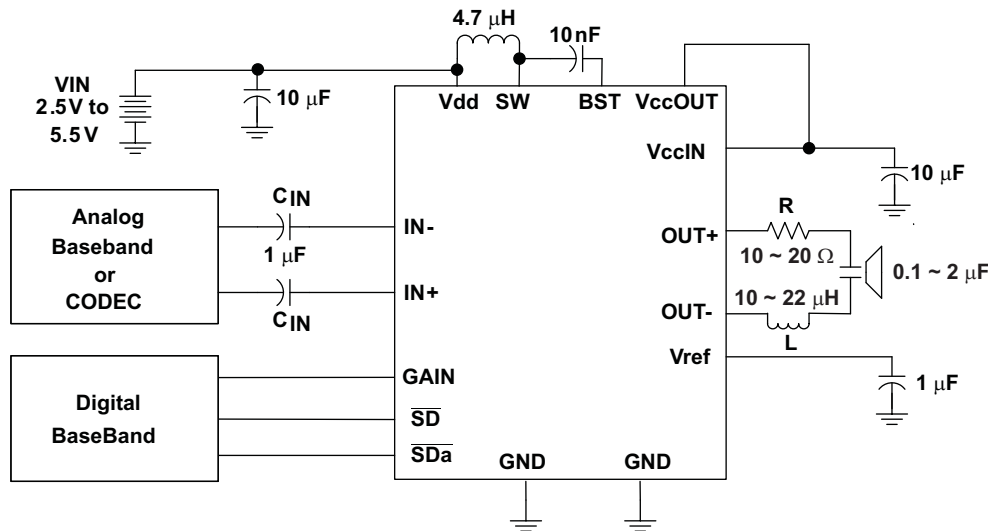 4.7 μH
10nF
VIN
2.5V to
5.5V
10 μF
Vdd
SW
BST
VccOUT
VccIN
10 μF
Analog
Baseband
or
CODEC
CIN
1 μF
CIN
IN-
IN+
OUT+
R
10 ~ 20 Ω
0.1 ~ 2 μF
10 ~ 22 μH
OUT-
L
Vref
1 μF
Digital
BaseBand
GAIN
SD
SDa
GND
GND